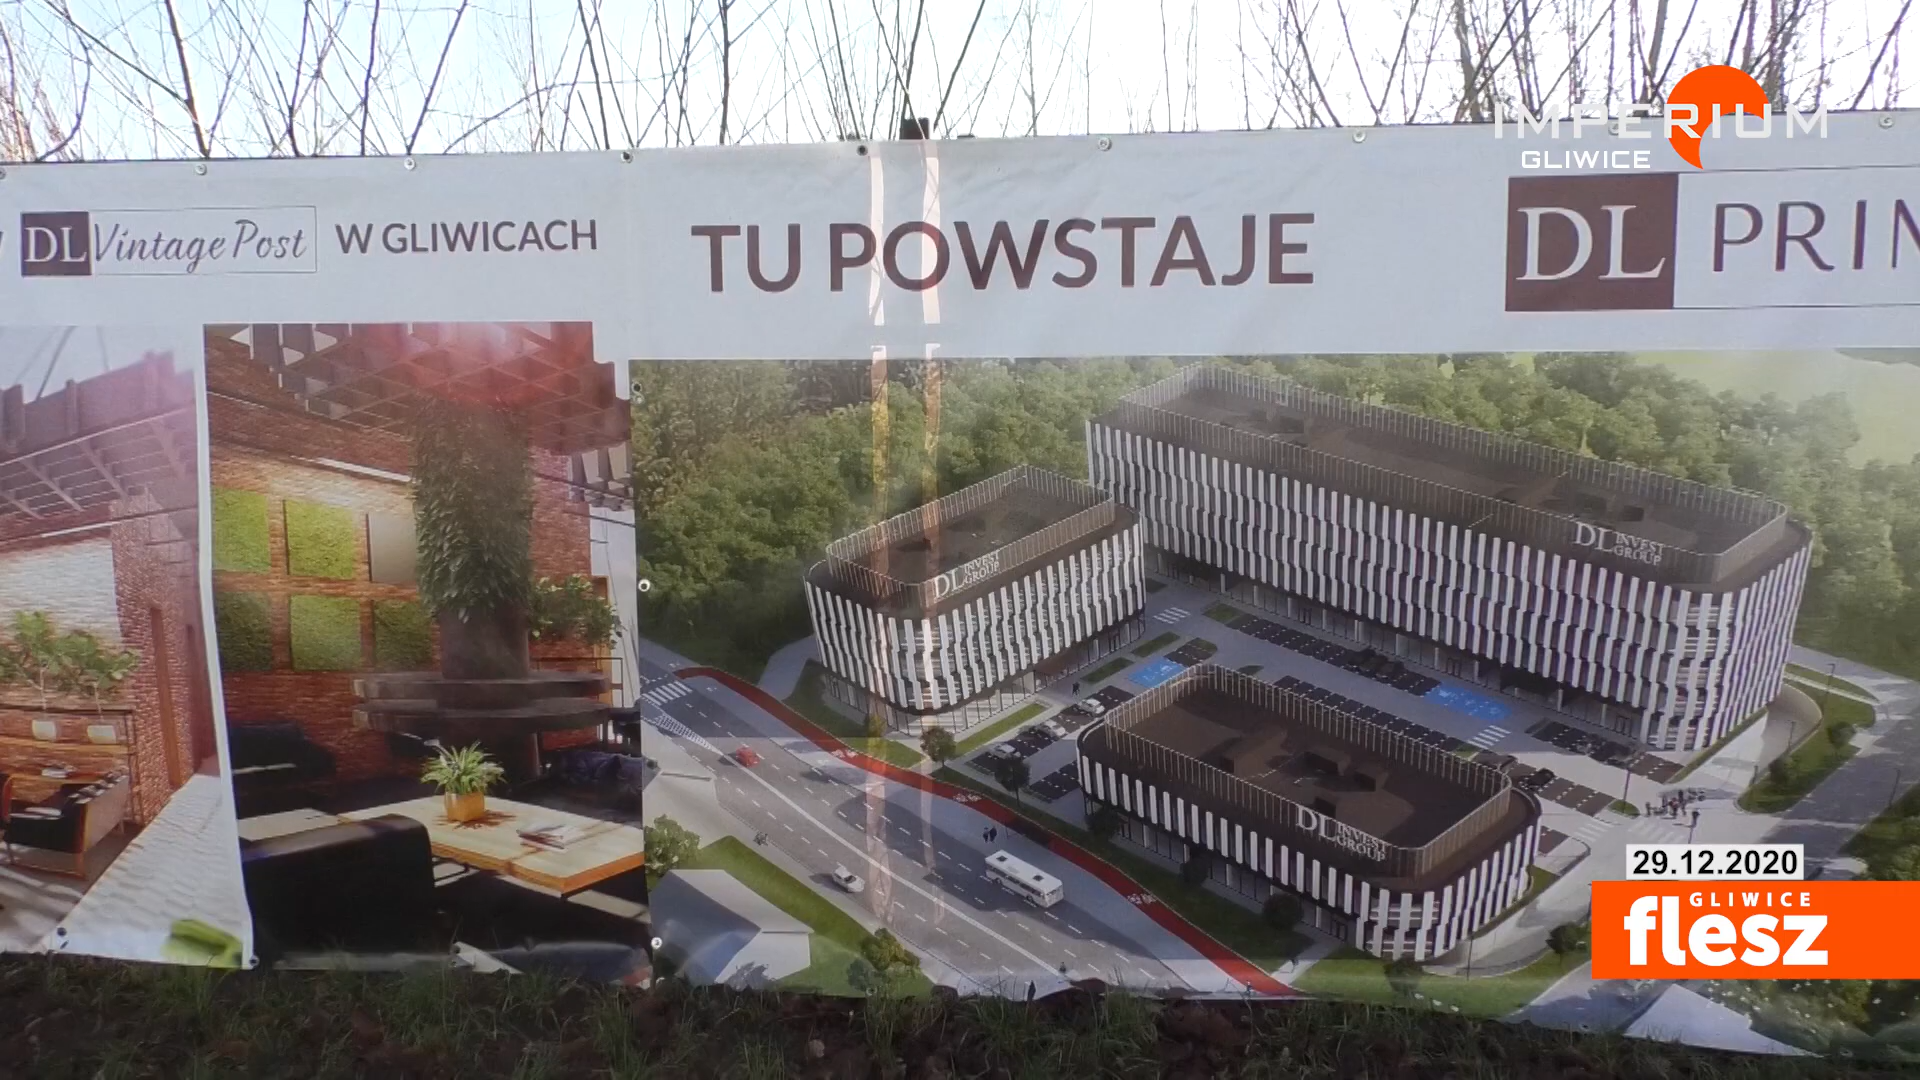 IMPERIUM
GLIWICE
DL Vintage Post W GLIWICACH
TU POWSTAJE
DL PRIM
DL INVEST GROUP
DL INVEST GROUP
DL INVEST GROUP
29.12.2020
GLIWICE
flesz